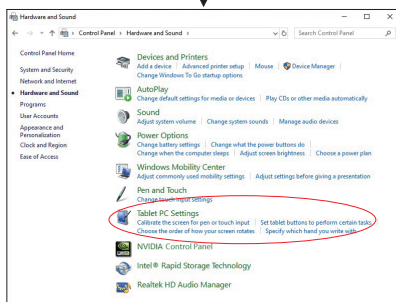 Hardware and Sound
Control Panel > Hardware and Sound >
Search Control Panel
Control Panel Home
System and Security
Network and Internet
Hardware and Sound
Programs
User Accounts
Appearance and
Personalization
Clock and Region
Ease of Access
Devices and Printers
Add a device | Advanced printer setup | Mouse | Device Manager |
Change Windows To Go startup options
AutoPlay
Change default settings for media or devices | Play CDs or other media automatically
Sound
Adjust system volume | Change system sounds | Manage audio devices
Power Options
Change battery settings | Change what the power buttons do |
Change when the computer sleeps | Adjust screen brightness | Choose a power plan
Windows Mobility Center
Adjust commonly used mobility settings | Adjust settings before giving a presentation
Pen and Touch
Change touch input settings
Tablet PC Settings
Calibrate the screen for pen or touch input | Set tablet buttons to perform certain tasks
Choose the order of how your screen rotates | Specify which hand you write with
NVIDIA Control Panel
Intel® Rapid Storage Technology
Realtek HD Audio Manager